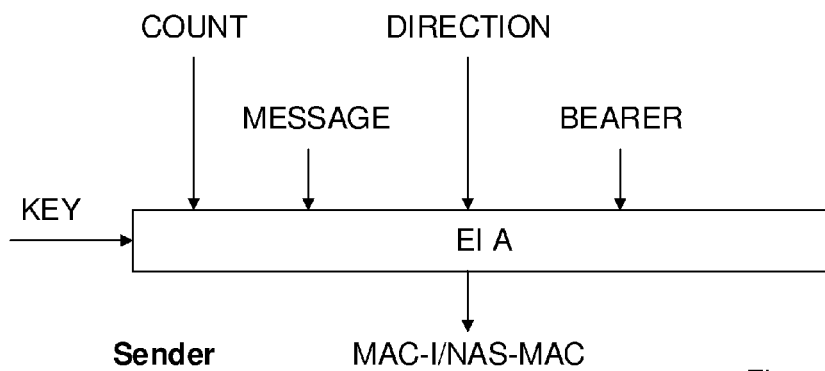 COUNT DIRECTION
MESSAGE BEARER
KEY
EI A
Sender MAC-I/NAS-MAC